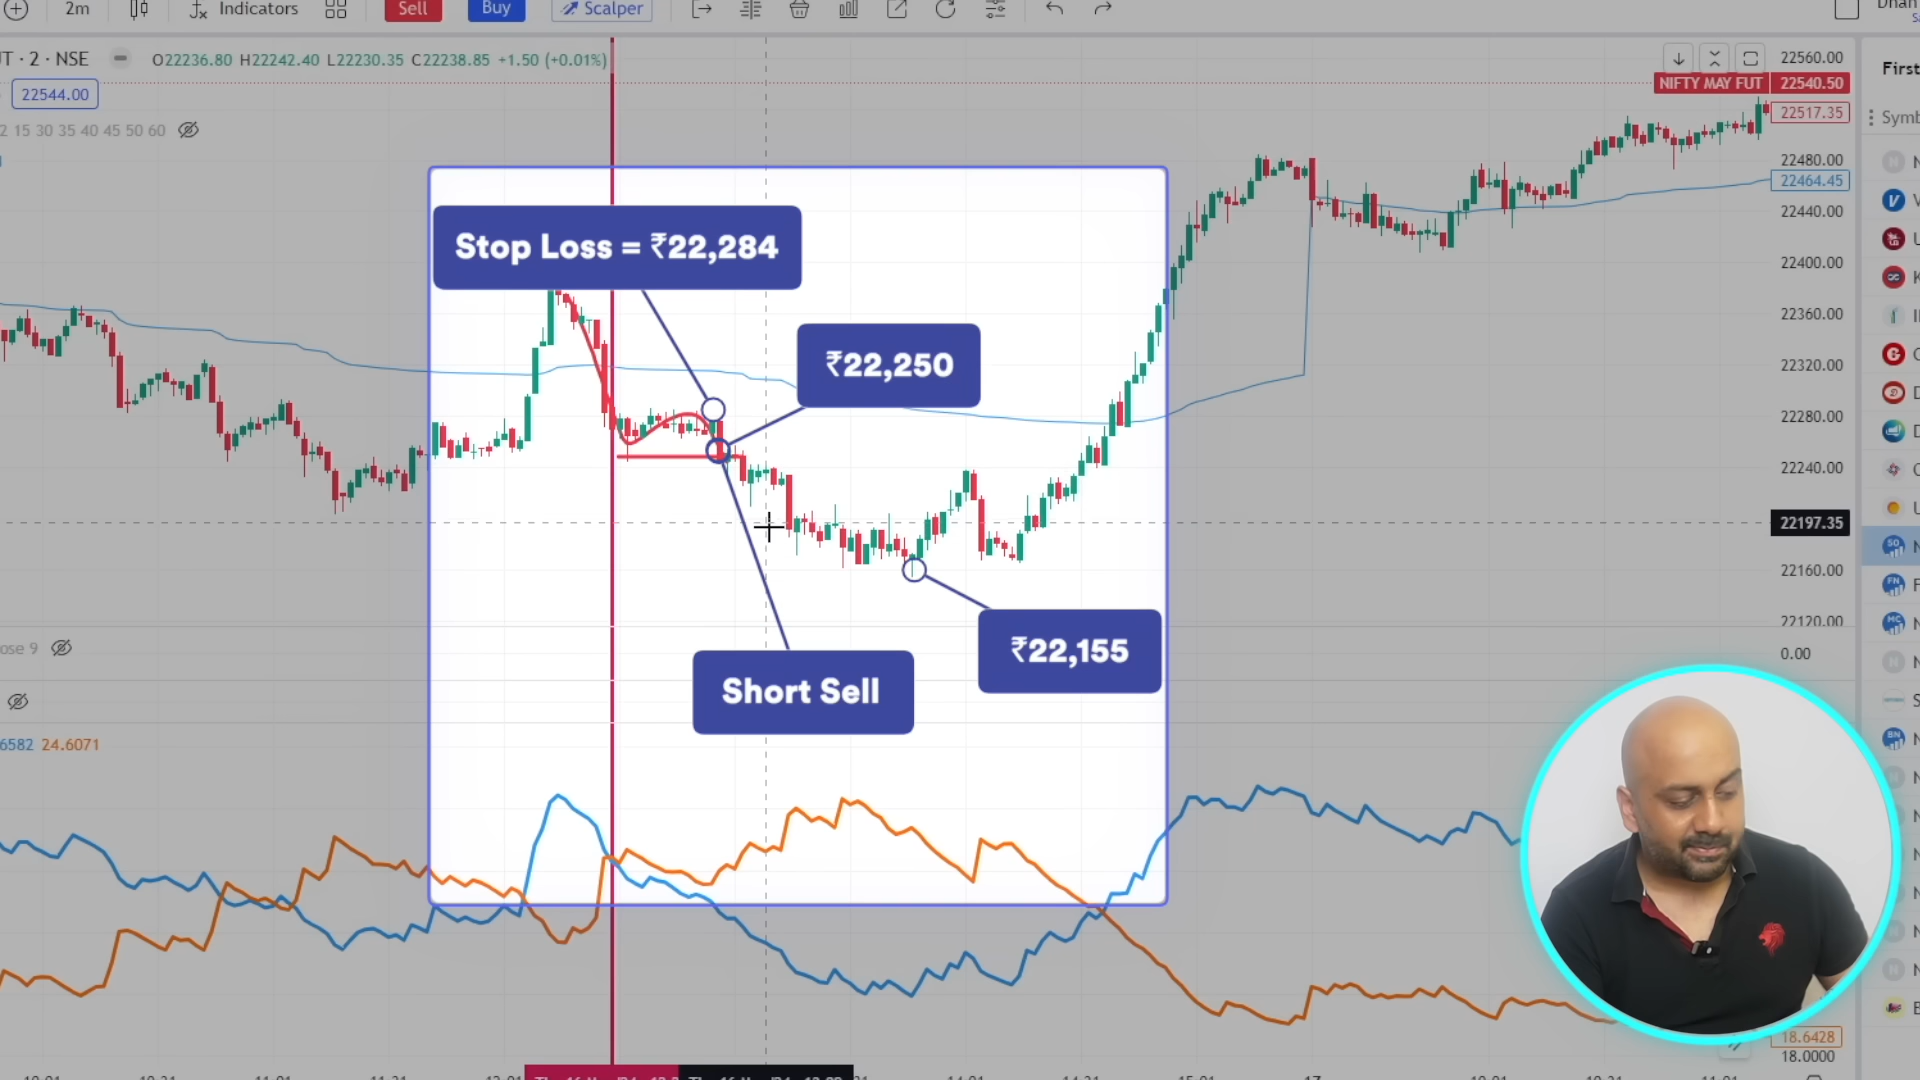 2m
Indicators
Sell
Buy
Scalper
· 2 · NSE
O22236.80 H22242.40 L22230.35 C22238.85 +1.50 (+0.01%)
22544.00
2 15 30 35 40 45 50 60
22560.00
NIFTY MAY FUT 22540.50
22517.35
22480.00
22464.45
22440.00
22400.00
22360.00
22320.00
22280.00
22240.00
22197.35
22160.00
22120.00
0.00
First
Stop Loss = ₹22,284
₹22,250
₹22,155
Short Sell
ose 9
6582 24.6071
18.6428
18.0000